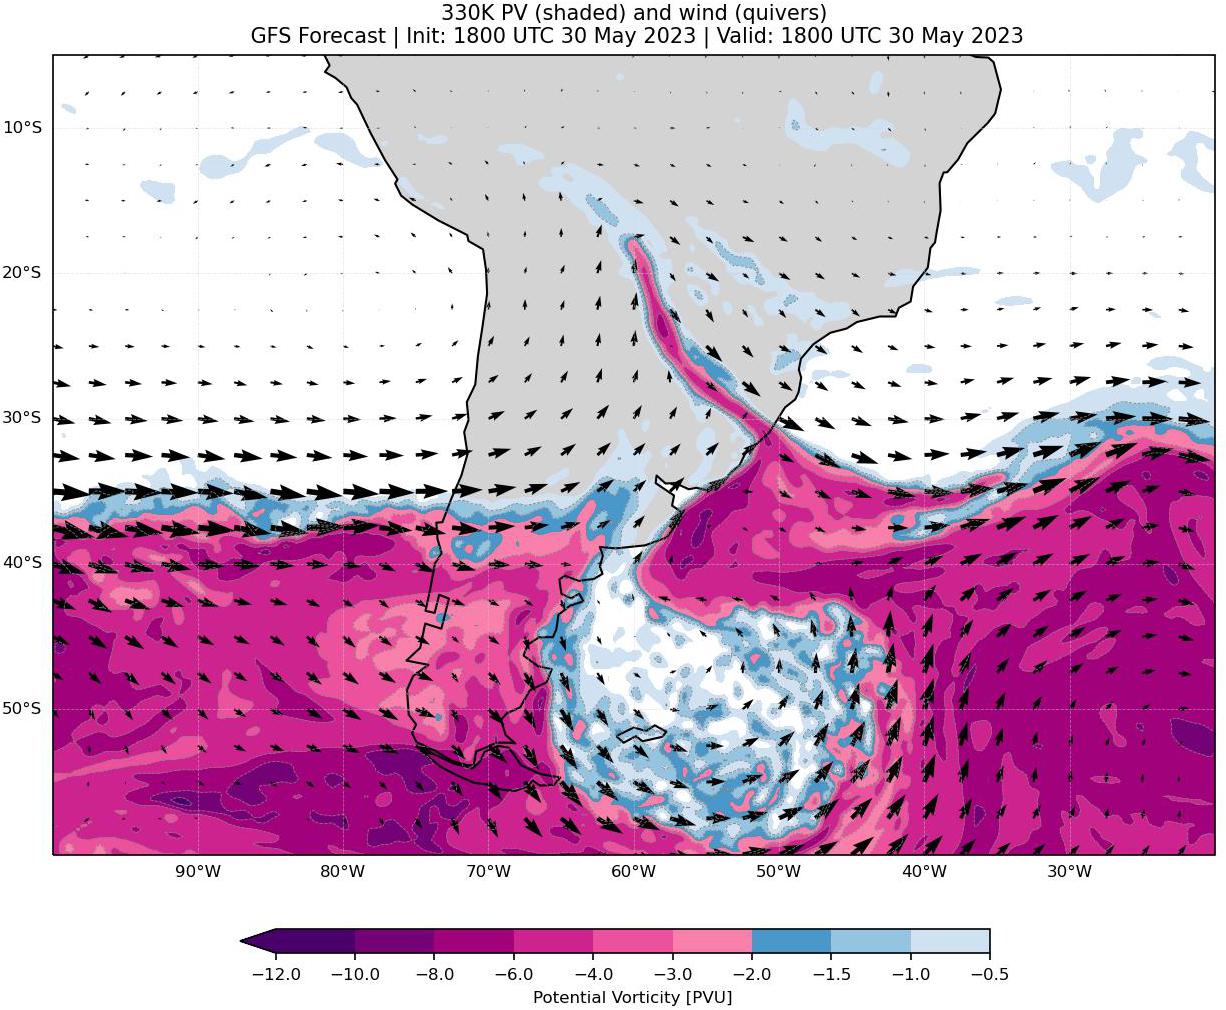 330K PV (shaded) and wind (quivers)
GFS Forecast | Init: 1800 UTC 30 May 2023 | Valid: 1800 UTC 30 May 2023
10°S
20°S
30°S
40°S
50°S
90°W 80°W 70°W 60°W 50°W 40°W 30°W
−12.0 −10.0 −8.0 −6.0 −4.0 −3.0 −2.0 −1.5 −1.0 −0.5
Potential Vorticity [PVU]